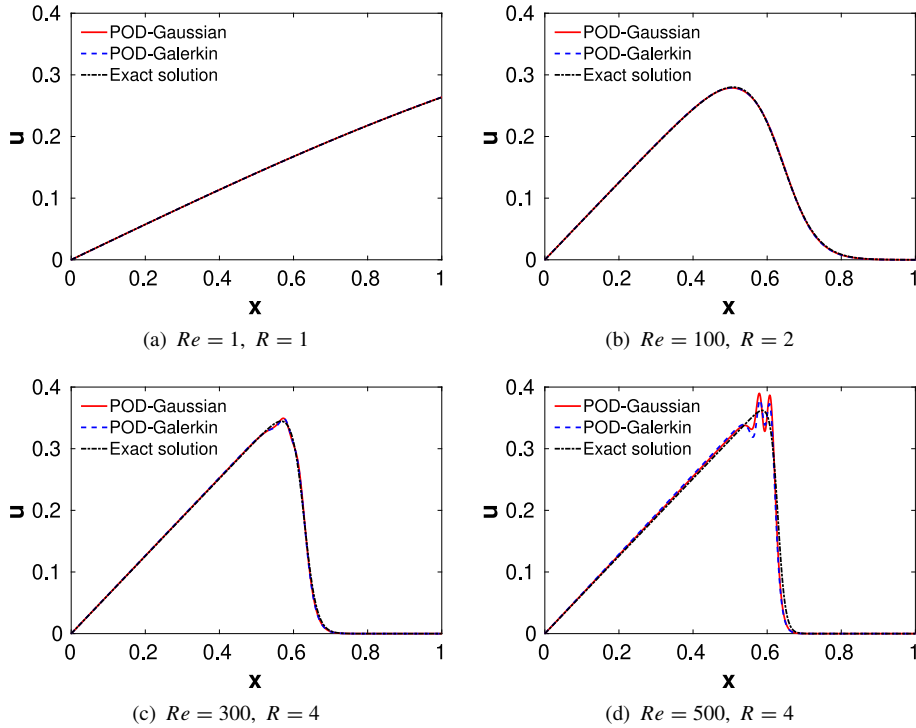 0.4
0.3
0.2
0.1
0
u
POD-Gaussian
POD-Galerkin
Exact solution
0 0.2 0.4 0.6 0.8 1
x
(a) Re = 1, R = 1
0.4
0.3
0.2
0.1
0
u
POD-Gaussian
POD-Galerkin
Exact solution
0 0.2 0.4 0.6 0.8 1
x
(b) Re = 100, R = 2
0.4
0.3
0.2
0.1
0
u
POD-Gaussian
POD-Galerkin
Exact solution
0 0.2 0.4 0.6 0.8 1
x
(c) Re = 300, R = 4
0.4
0.3
0.2
0.1
0
u
POD-Gaussian
POD-Galerkin
Exact solution
0 0.2 0.4 0.6 0.8 1
x
(d) Re = 500, R = 4